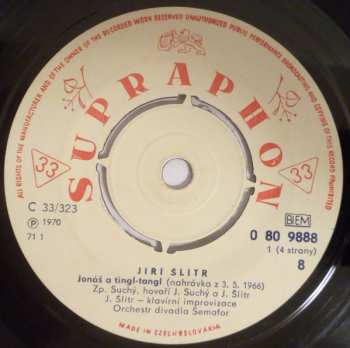 ALL RIGHTS OF THE MANUFACTURER AND OF THE OWNER OF THE RECORDED WORK RESERVED UNAUTHORIZED PUBLIC PERFORMANCE BROADCASTING AND COPYING OF THIS RECORD PROHIBITED
SUPRAPHON
33 33
C 33/323
℗ 1970
71 1
BIEM
0 80 9888
1 (4 strany)
8
JIŘÍ ŠLITR
Jonáš a tingl-tangl (nahrávka z 3. 5. 1966)
Zp. Suchý, hovoří J. Suchý a J. Šlitr
J. Šlitr - klavírní improvizace
Orchestr divadla Semafor
MADE IN CZECHOSLOVAKIA